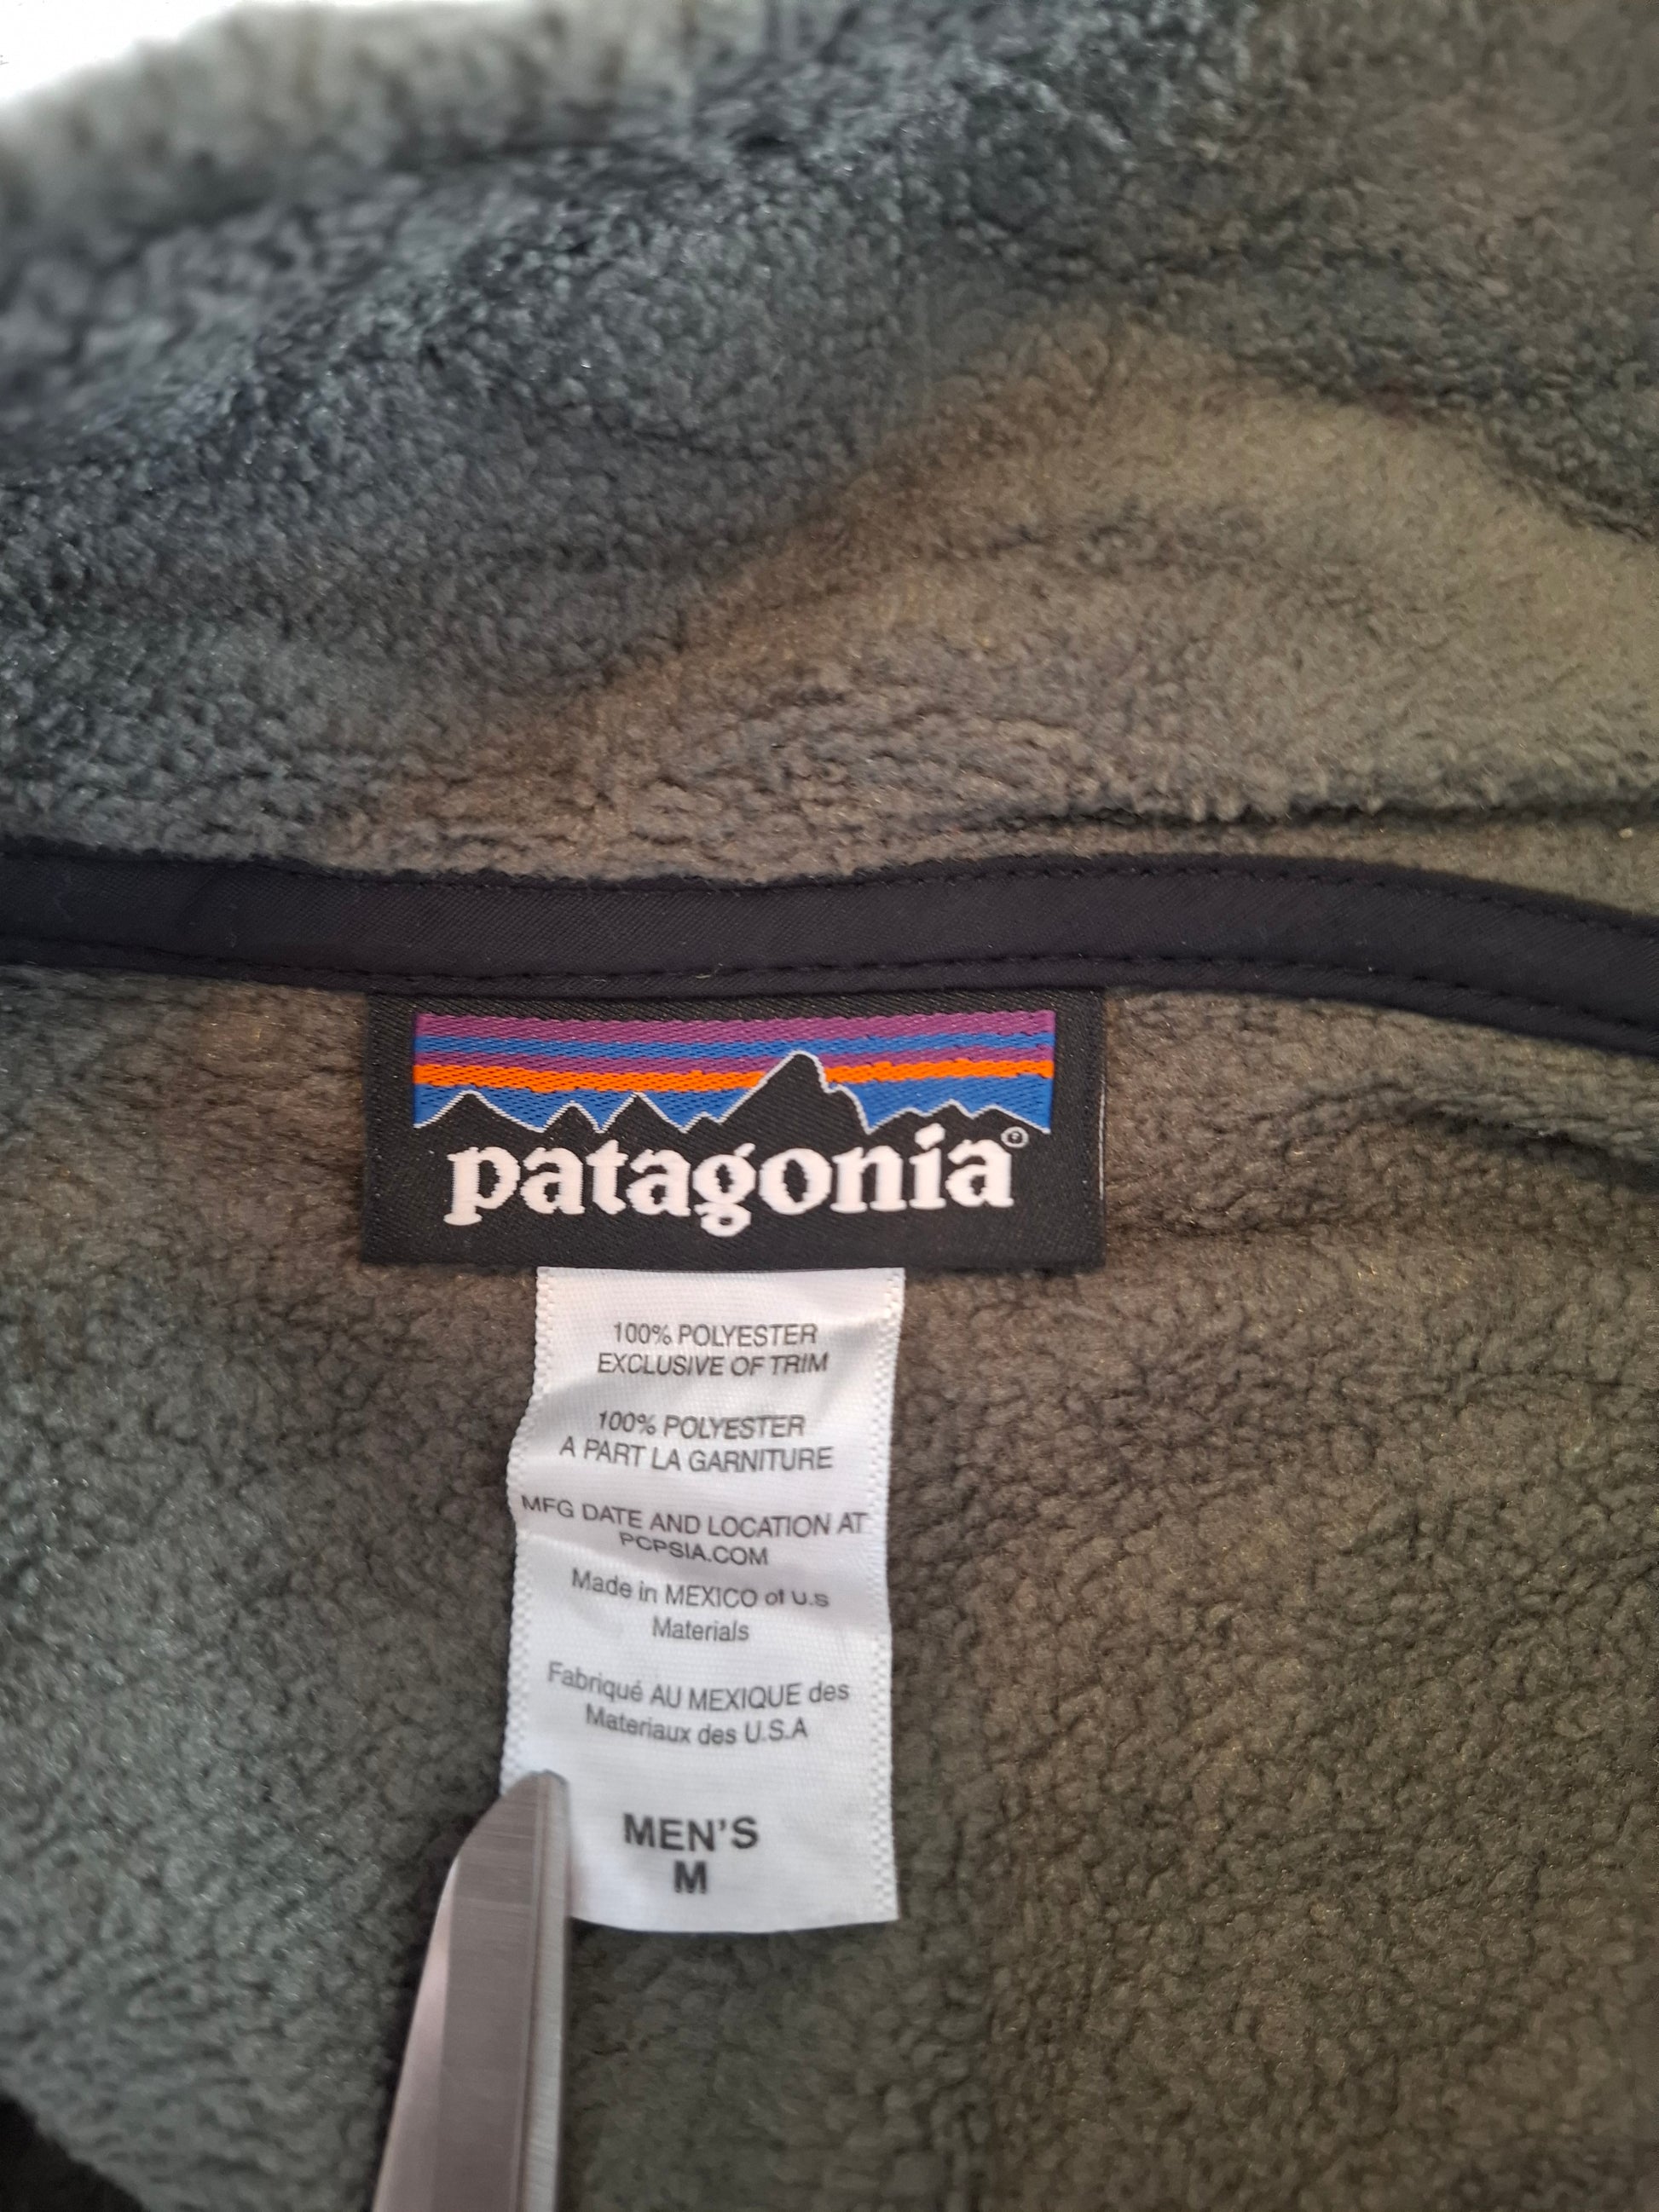 patagonia®
100% POLYESTER
EXCLUSIVE OF TRIM
100% POLYESTER
A PART LA GARNITURE
MFG DATE AND LOCATION AT
PCPSIA.COM
Made in MEXICO of U.S
Materials
Fabriqué AU MEXIQUE des
Materiaux des U.S.A
MEN'S
M